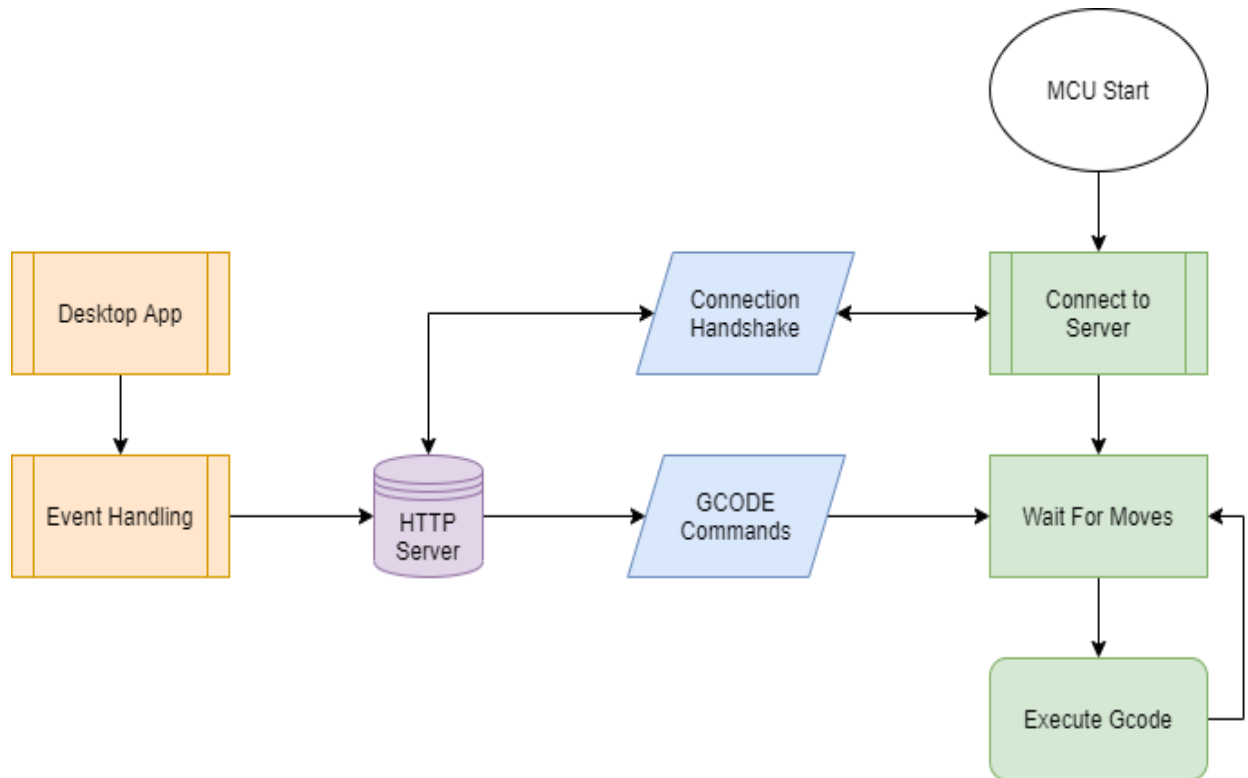 MCU Start
Desktop App
Connection
Handshake
Connect to
Server
Event Handling
HTTP
Server
GCODE
Commands
Wait For Moves
Execute Gcode